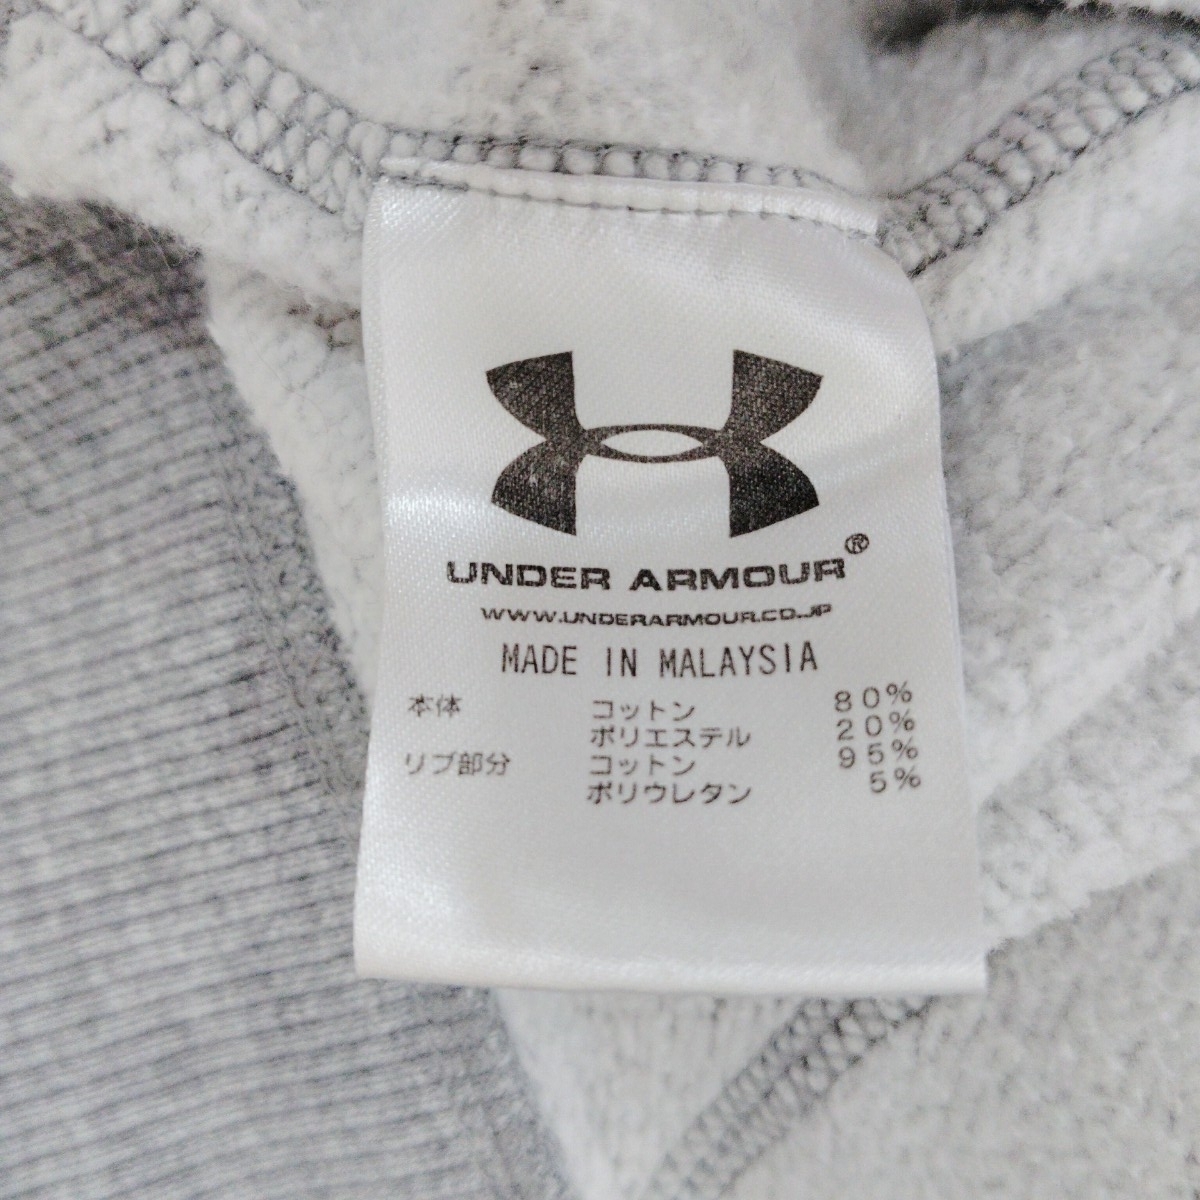 UNDER ARMOUR®
WWW.UNDERARMOUR.CO.JP
MADE IN MALAYSIA
本体 コットン 80%
ポリエステル 20%
リブ部分 コットン 95%
ポリウレタン 5%